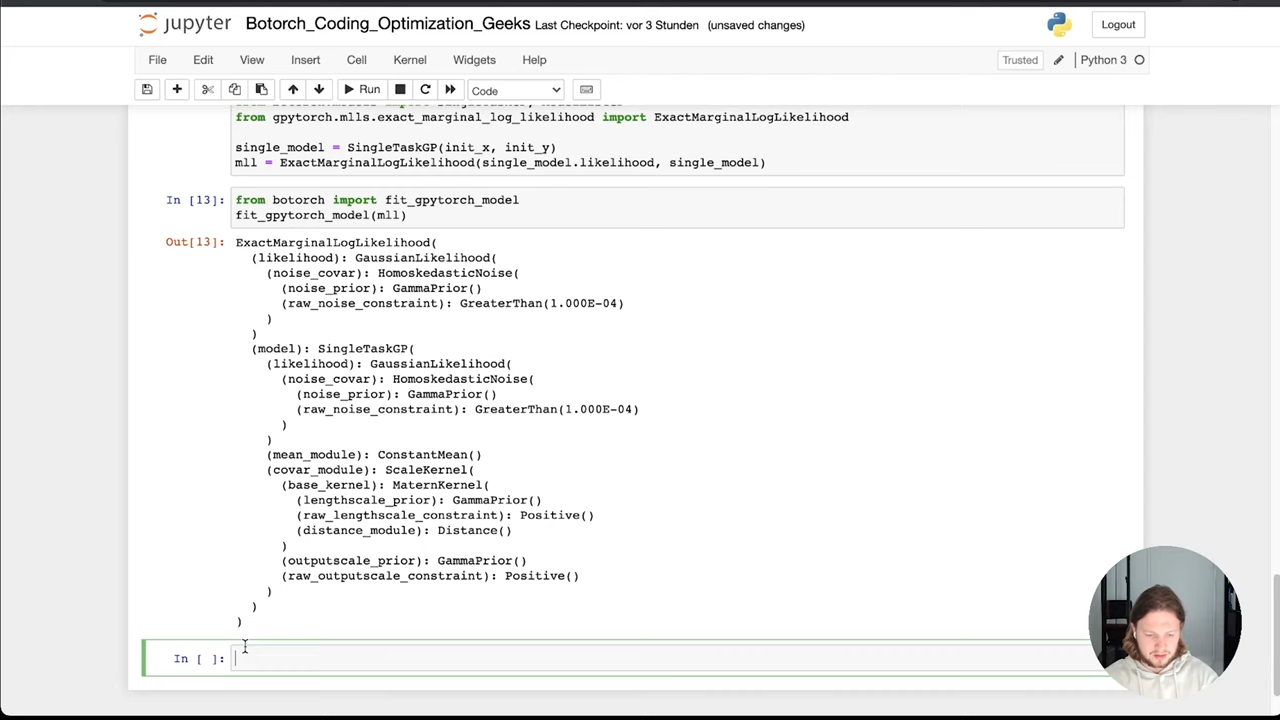 jupyter Botorch_Coding_Optimization_Geeks Last Checkpoint: vor 3 Stunden (unsaved changes) Logout
File Edit View Insert Cell Kernel Widgets Help Trusted Python 3
Run Code
from gpytorch.mlls.exact_marginal_log_likelihood import ExactMarginalLogLikelihood
single_model = SingleTaskGP(init_x, init_y)
mll = ExactMarginalLogLikelihood(single_model.likelihood, single_model)
In [13]: from botorch import fit_gpytorch_model
fit_gpytorch_model(mll)
Out[13]: ExactMarginalLogLikelihood(
(likelihood): GaussianLikelihood(
(noise_covar): HomoskedasticNoise(
(noise_prior): GammaPrior()
(raw_noise_constraint): GreaterThan(1.000E-04)
)
)
(model): SingleTaskGP(
(likelihood): GaussianLikelihood(
(noise_covar): HomoskedasticNoise(
(noise_prior): GammaPrior()
(raw_noise_constraint): GreaterThan(1.000E-04)
)
)
(mean_module): ConstantMean()
(covar_module): ScaleKernel(
(base_kernel): MaternKernel(
(lengthscale_prior): GammaPrior()
(raw_lengthscale_constraint): Positive()
(distance_module): Distance()
)
(outputscale_prior): GammaPrior()
(raw_outputscale_constraint): Positive()
)
)
)
In [ ]: